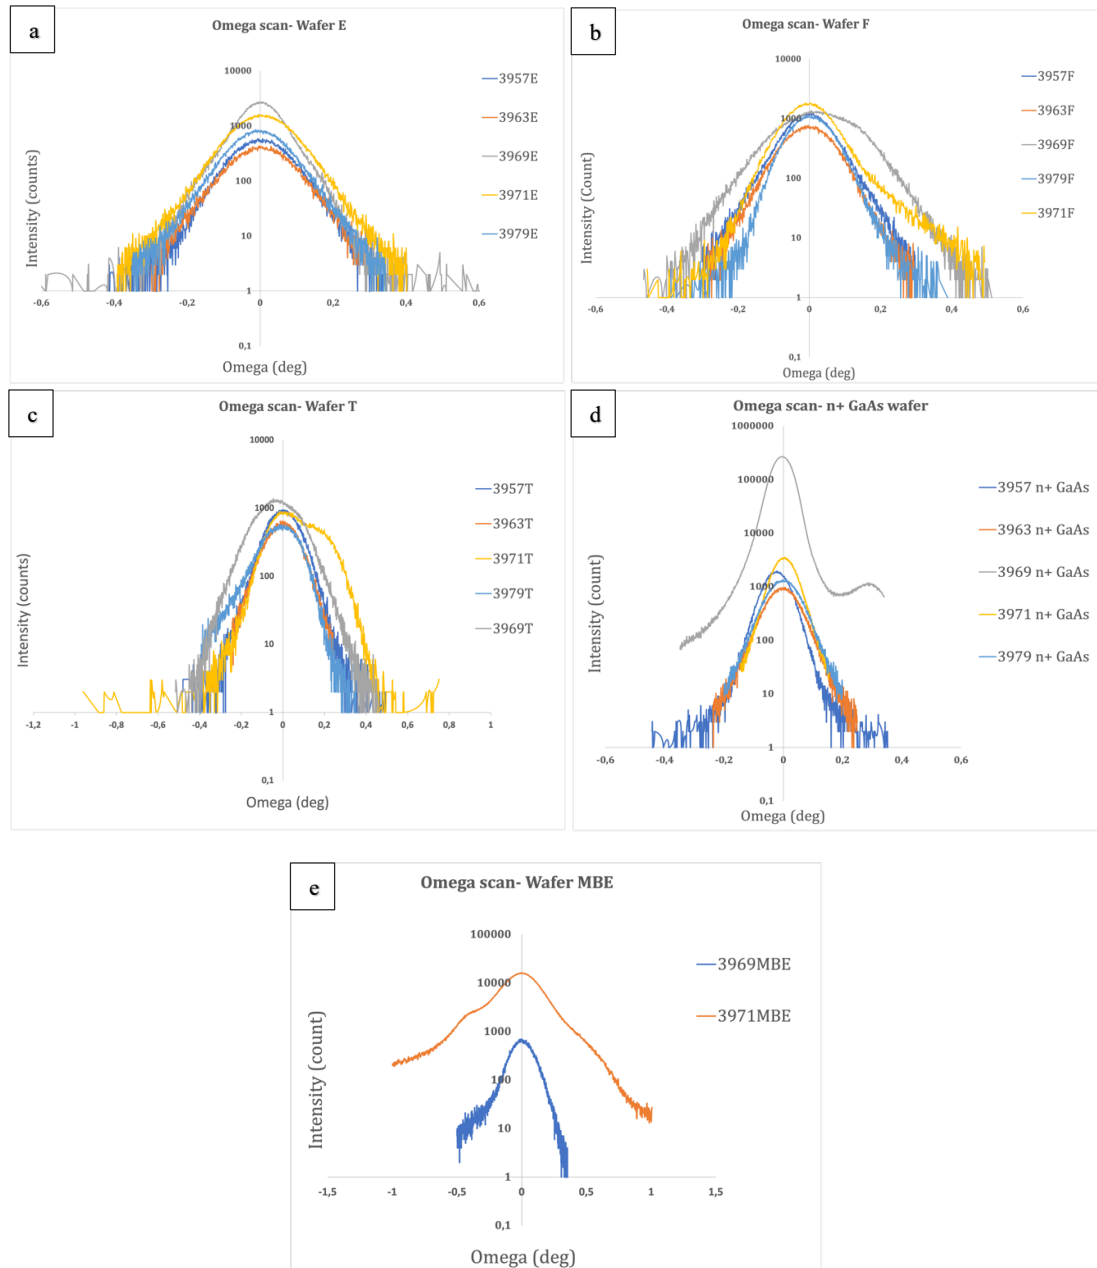 a
Omega scan- Wafer E
Intensity (counts)
10000
1000
100
10
1
0,1
-0,6
-0,4
-0,2
0
0,2
0,4
0,6
Omega (deg)
3957E
3963E
3969E
3971E
3979E
b
Omega scan- Wafer F
Intensity (Count)
10000
1000
100
10
1
0,1
-0,6
-0,4
-0,2
0
0,2
0,4
0,6
Omega (deg)
3957F
3963F
3969F
3979F
3971F
c
Omega scan- Wafer T
Intensity (counts)
10000
1000
100
10
1
0,1
-1,2
-1
-0,8
-0,6
-0,4
-0,2
0
0,2
0,4
0,6
0,8
1
Omega (deg)
3957T
3963T
3971T
3979T
3969T
d
Omega scan- n+ GaAs wafer
Intensity (count)
1000000
100000
10000
1000
100
10
1
0,1
-0,6
-0,4
-0,2
0
0,2
0,4
0,6
Omega (deg)
3957 n+ GaAs
3963 n+ GaAs
3969 n+ GaAs
3971 n+ GaAs
3979 n+ GaAs
e
Omega scan- Wafer MBE
Intensity (count)
100000
10000
1000
100
10
1
0,1
-1,5
-1
-0,5
0
0,5
1
1,5
Omega (deg)
3969MBE
3971MBE